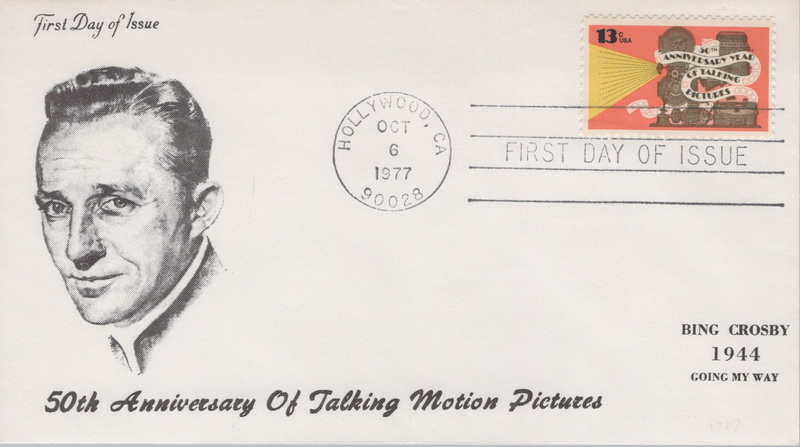 First Day of Issue
13c
USA
50TH
ANNIVERSARY YEAR
OF TALKING
PICTURES
HOLLYWOOD, CA
OCT
6
1977
90028
FIRST DAY OF ISSUE
BING CROSBY
1944
GOING MY WAY
50th Anniversary Of Talking Motion Pictures